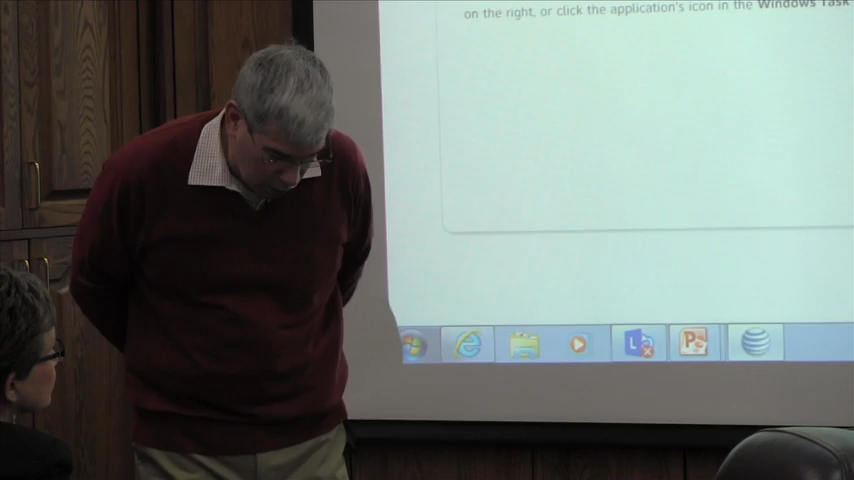 on the right, or click the application's icon in the Windows Task